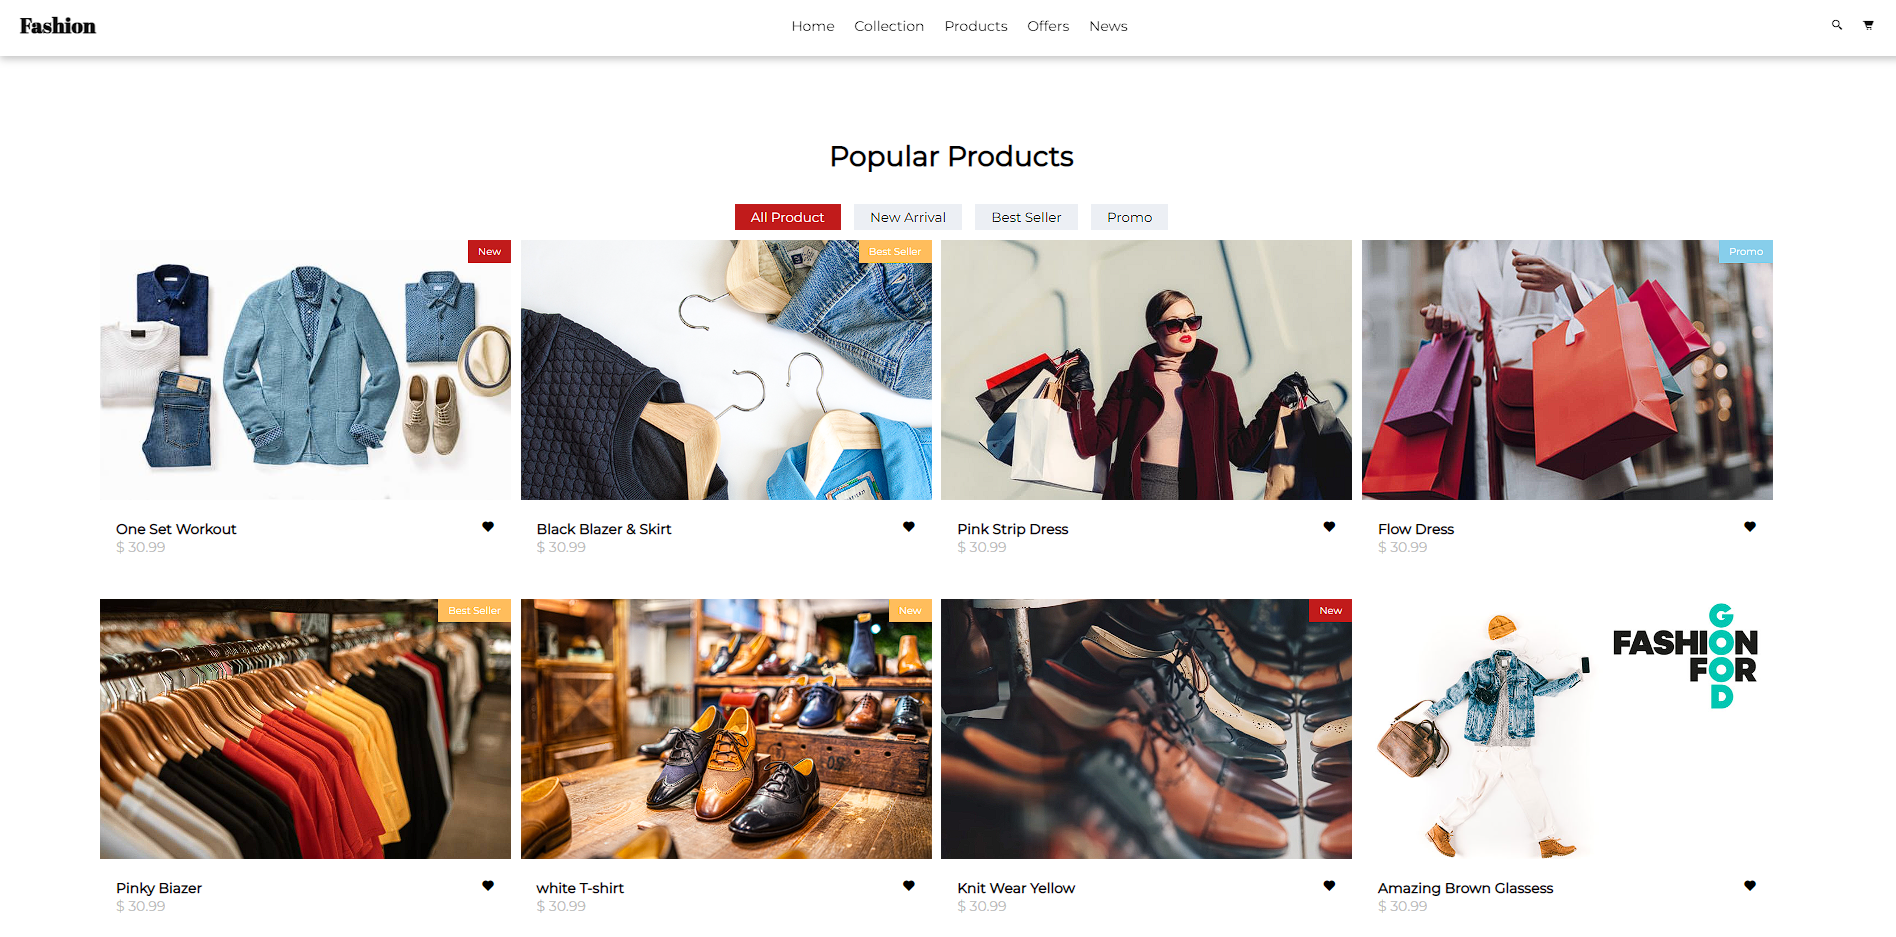 Fashion
Home Collection Products Offers News
Popular Products
All Product New Arrival Best Seller Promo
New
Best Seller
Promo
One Set Workout
$ 30.99
Black Blazer & Skirt
$ 30.99
Pink Strip Dress
$ 30.99
Flow Dress
$ 30.99
Best Seller
New
New
FASHION
FOR
GOOD
Pinky Biazer
$ 30.99
white T-shirt
$ 30.99
Knit Wear Yellow
$ 30.99
Amazing Brown Glassess
$ 30.99